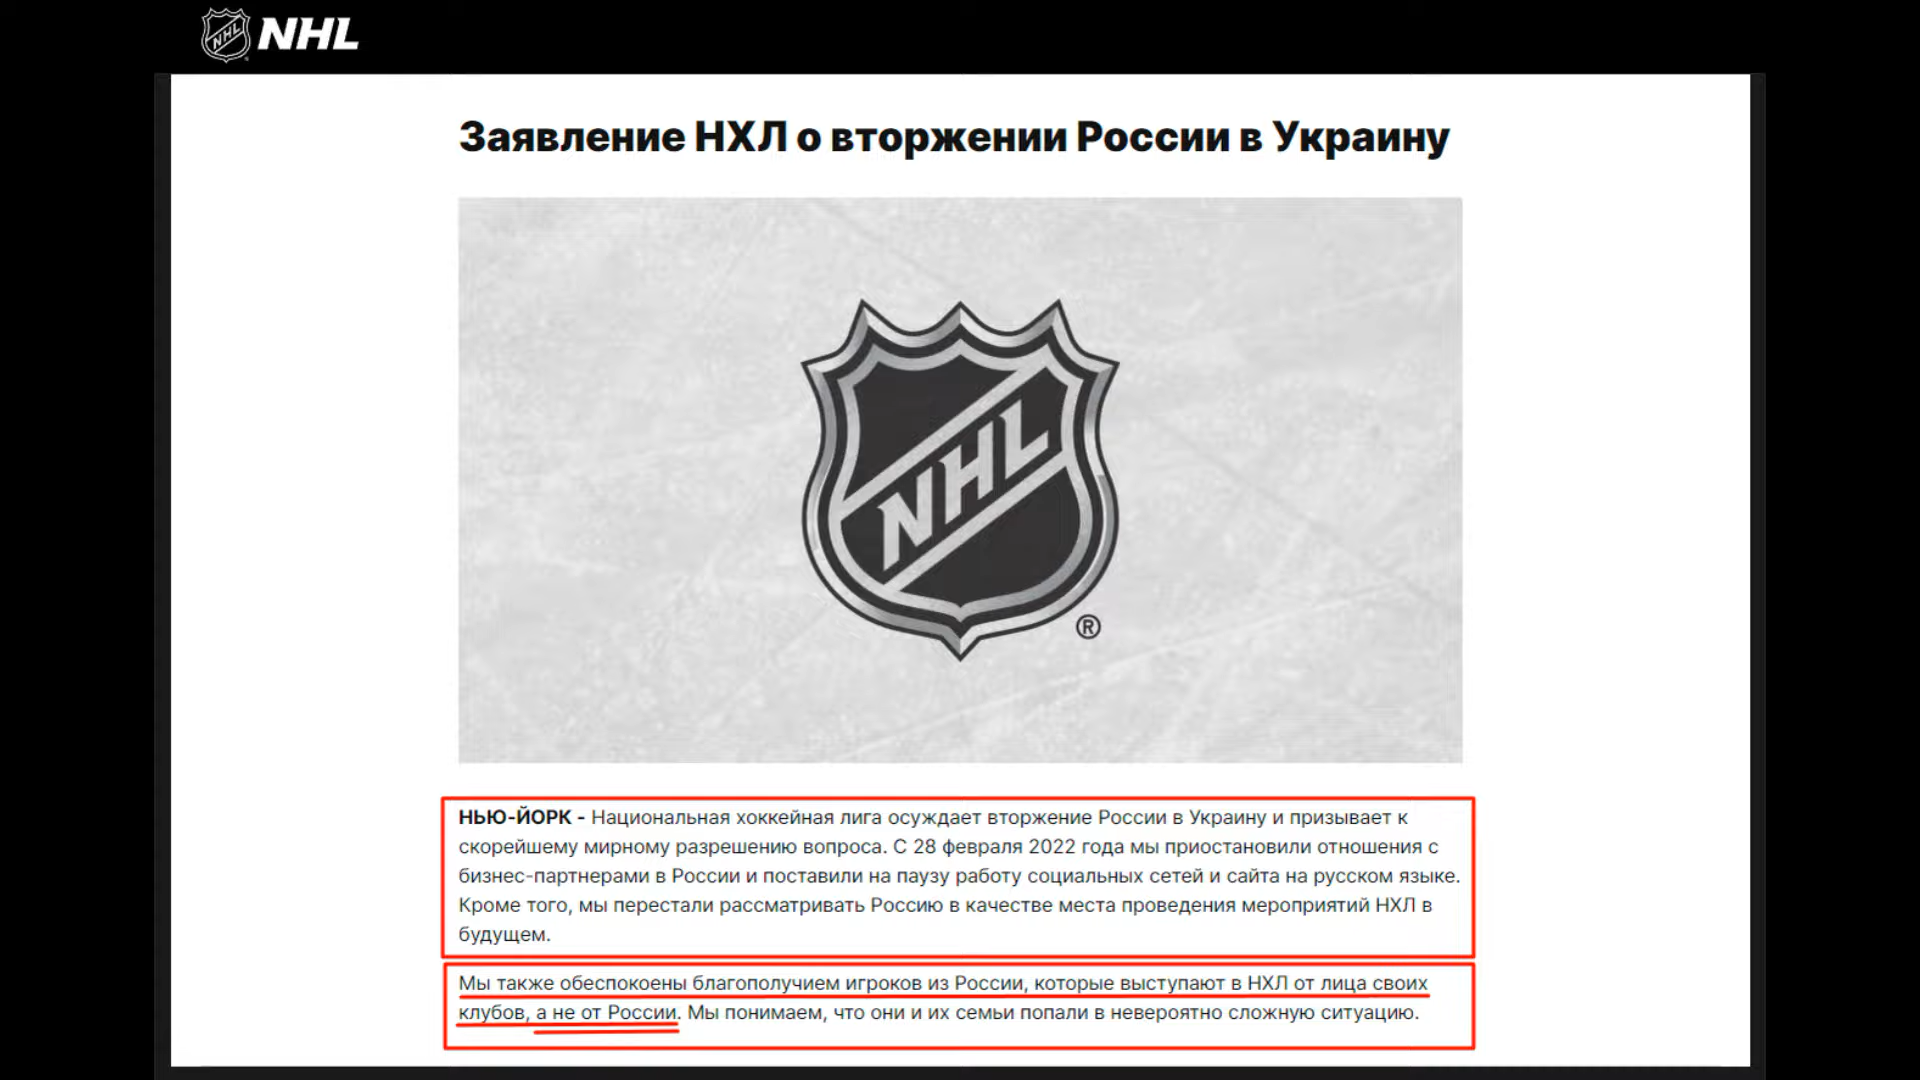 NHL NHL
Заявление НХЛ о вторжении России в Украину
NHL
®
НЬЮ-ЙОРК - Национальная хоккейная лига осуждает вторжение России в Украину и призывает к
скорейшему мирному разрешению вопроса. С 28 февраля 2022 года мы приостановили отношения с
бизнес-партнерами в России и поставили на паузу работу социальных сетей и сайта на русском языке.
Кроме того, мы перестали рассматривать Россию в качестве места проведения мероприятий НХЛ в
будущем.
Мы также обеспокоены благополучием игроков из России, которые выступают в НХЛ от лица своих
клубов, а не от России. Мы понимаем, что они и их семьи попали в невероятно сложную ситуацию.